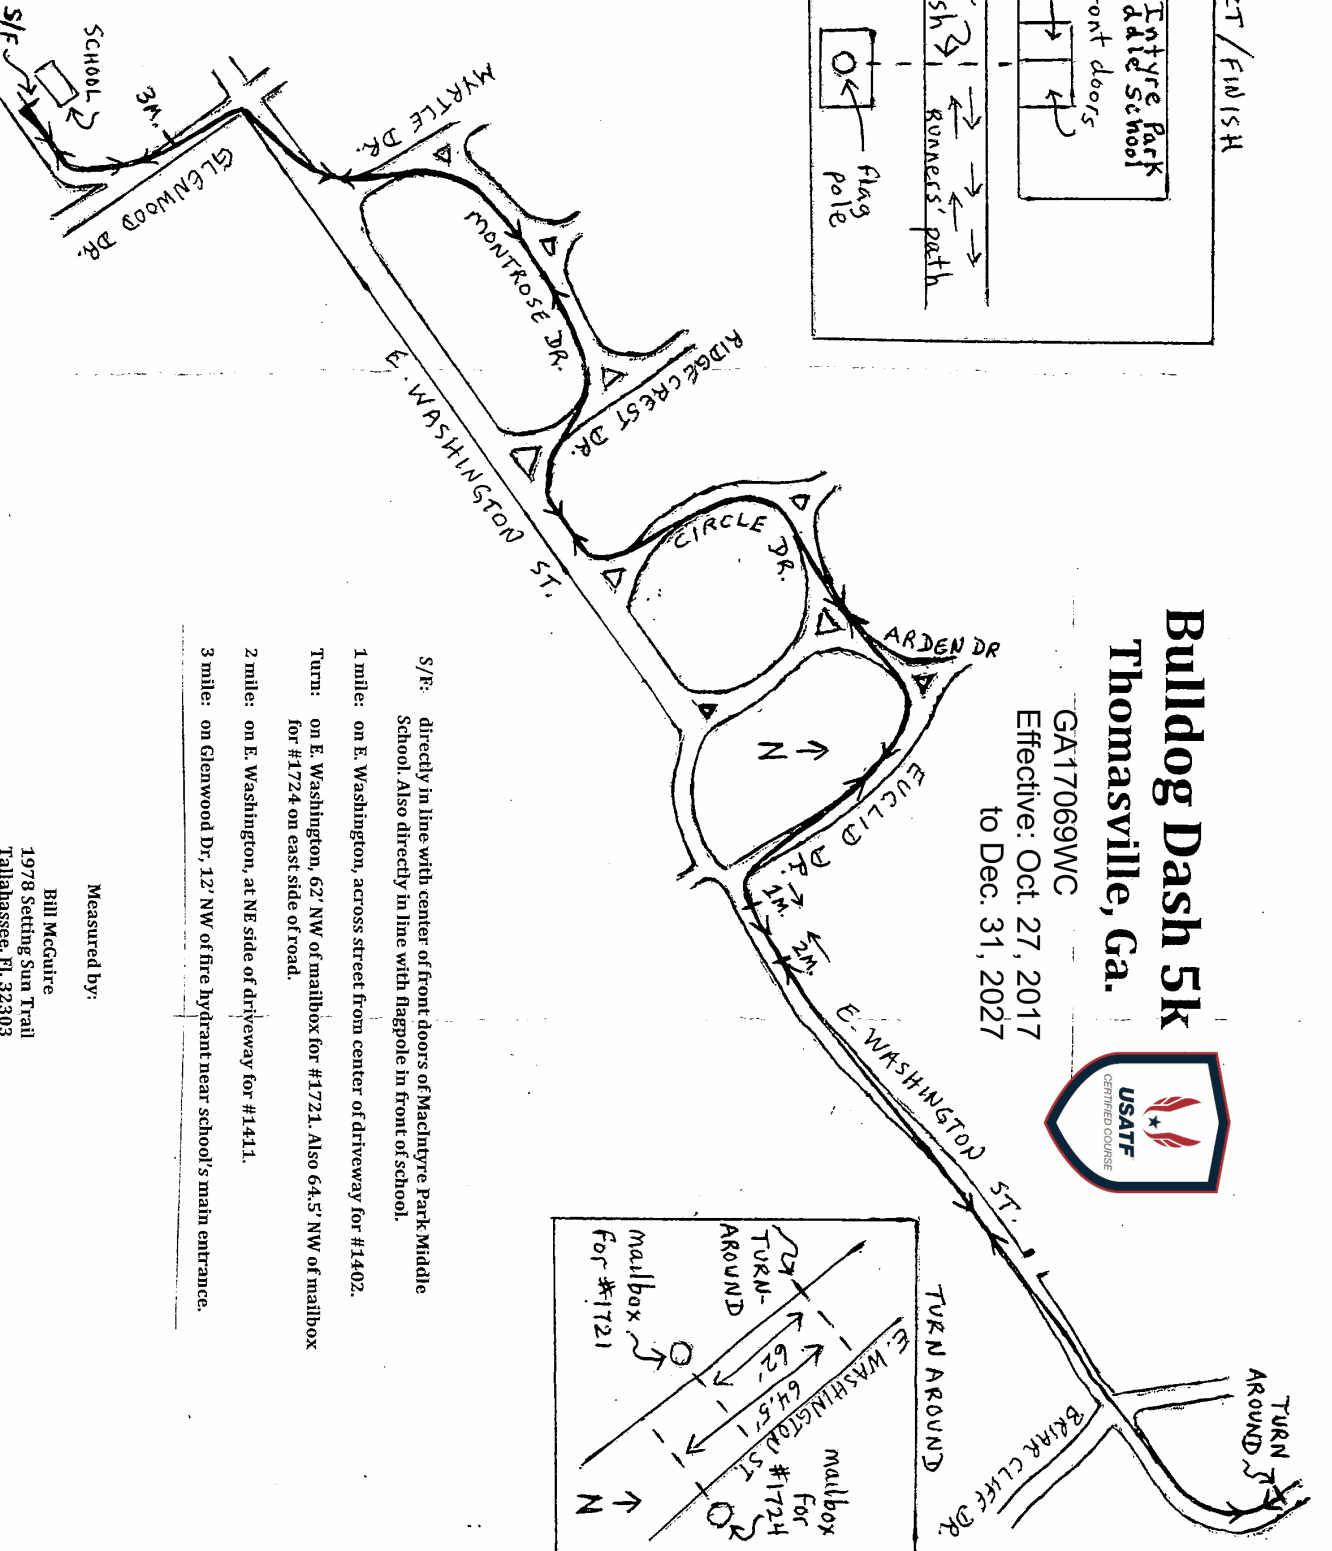 Bulldog Dash 5k
Thomasville, Ga.
GA17069WC
Effective: Oct. 27, 2017
to Dec. 31, 2027
USATF
CERTIFIED COURSE
ET/FINISH
Intyre Park
ddle School
ront doors
sh
runners' path
flag
pole
SCHOOL
S/F
3M.
GLENWOOD DR.
MYRTLE DR.
MONTROSE DR.
RIDGECREST DR.
E. WASHINGTON ST.
CIRCLE DR.
ARDEN DR
EUCLID DR.
N
1M.
2M.
E. WASHINGTON ST.
BRIAR CLIFF DR.
TURN
AROUND
TURN AROUND
TURN-
AROUND
E. WASHINGTON ST.
62'
64.5'
mailbox
for #1721
mailbox
for
#1724
N
S/F: directly in line with center of front doors of MacIntyre Park Middle
School. Also directly in line with flagpole in front of school.
1 mile: on E. Washington, across street from center of driveway for #1402.
Turn: on E. Washington, 62' NW of mailbox for #1721. Also 64.5' NW of mailbox
for #1724 on east side of road.
2 mile: on E. Washington, at NE side of driveway for #1411.
3 mile: on Glenwood Dr, 12' NW of fire hydrant near school's main entrance.
Measured by:
Bill McGuire
1978 Setting Sun Trail
Tallahassee, Fl. 32303